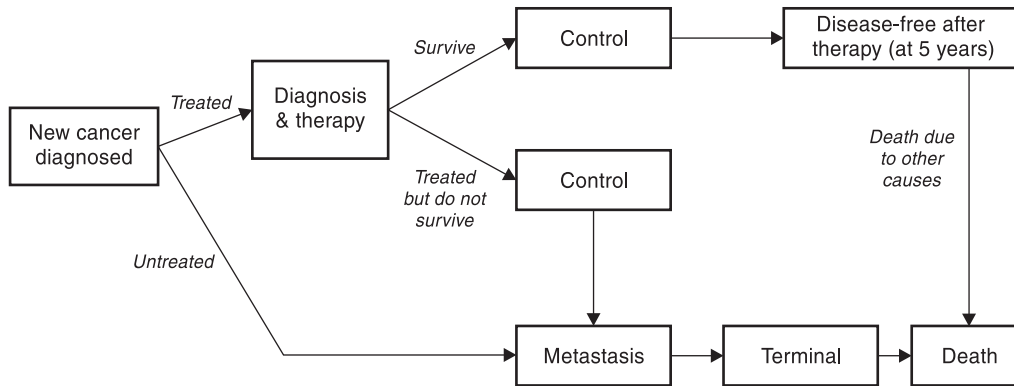 Survive
Control
Disease-free after
therapy (at 5 years)
Treated
Diagnosis
& therapy
New cancer
diagnosed
Death due
to other
causes
Treated
but do not
survive
Control
Untreated
Metastasis
Terminal
Death